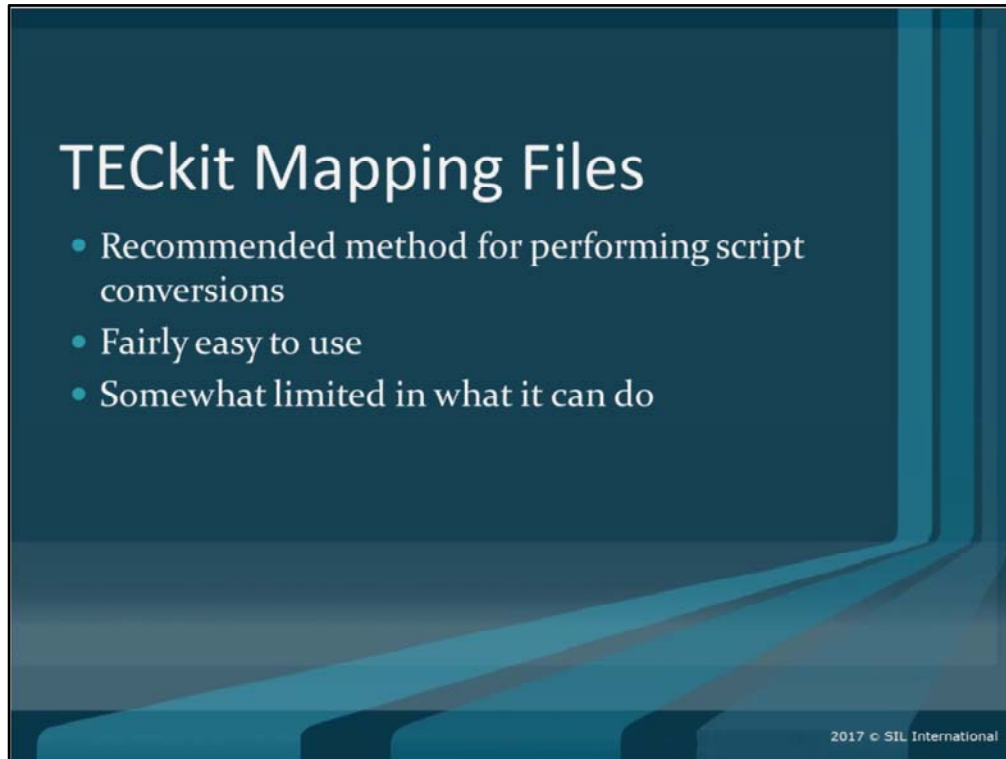 TECkit Mapping Files
Recommended method for performing script
conversions
Fairly easy to use
Somewhat limited in what it can do
2017 © SIL International